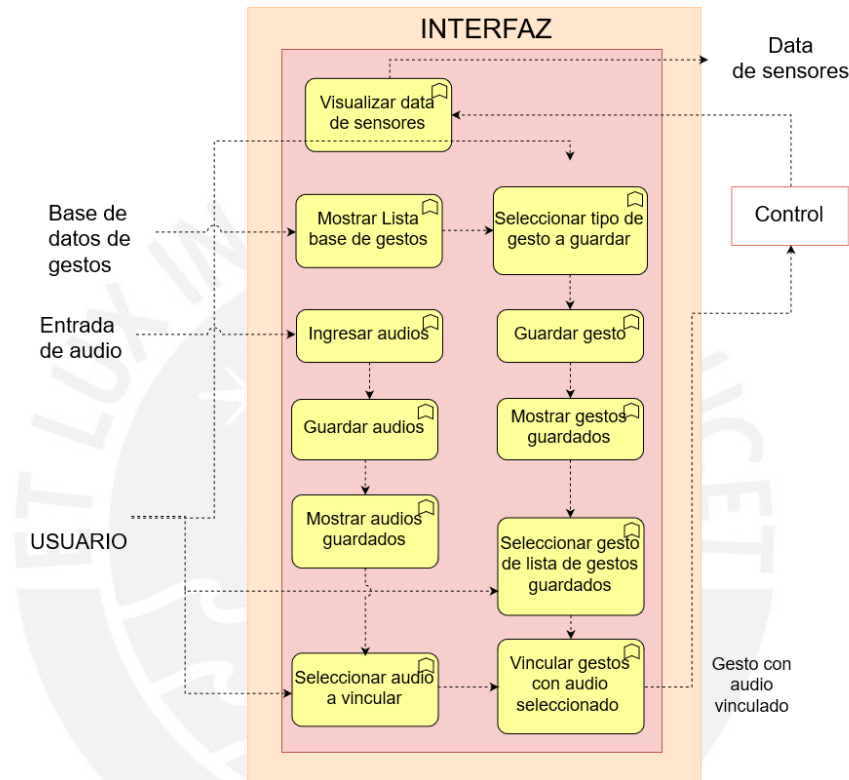 INTERFAZ
Data
de sensores
Visualizar data
de sensores
Base de
datos de
gestos
Mostrar Lista
base de gestos
Seleccionar tipo de
gesto a guardar
Control
Entrada
de audio
Ingresar audios
Guardar gesto
Guardar audios
Mostrar gestos
guardados
USUARIO
Mostrar audios
guardados
Seleccionar gesto
de lista de gestos
guardados
Seleccionar audio
a vincular
Vincular gestos
con audio
seleccionado
Gesto con
audio
vinculado
ET LUX IN